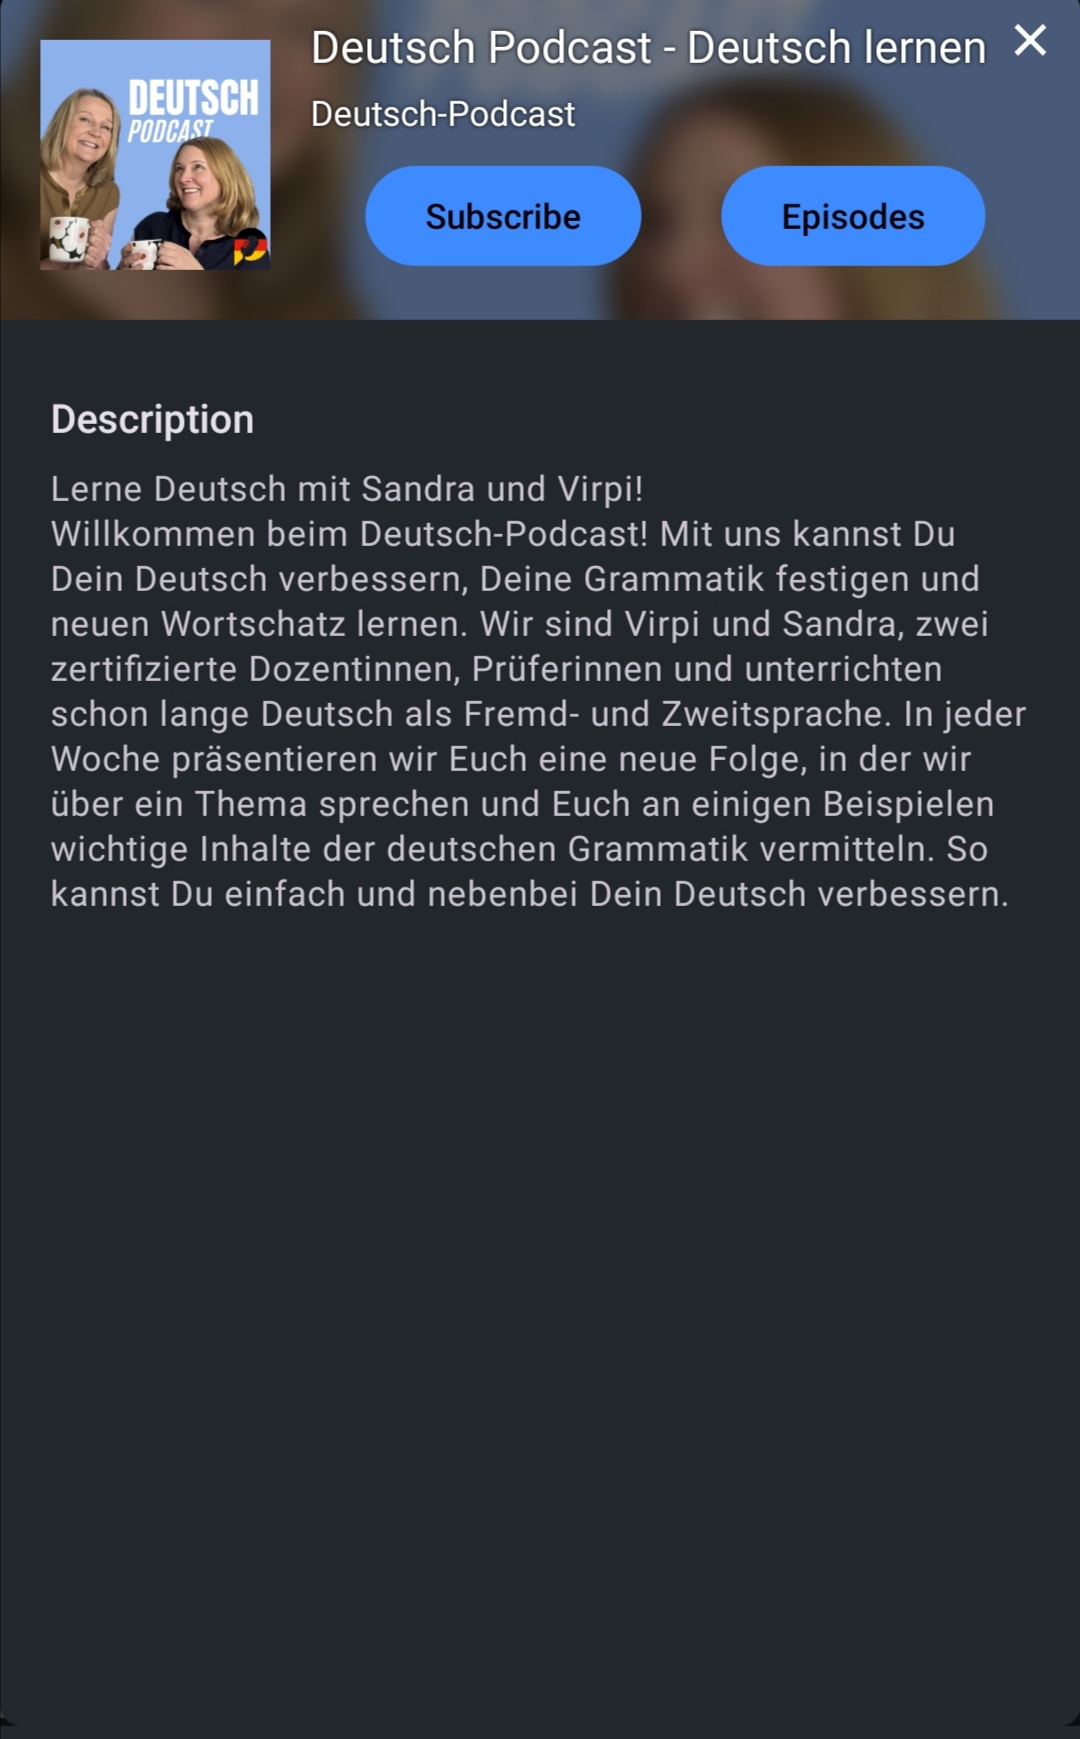 DEUTSCH
PODCAST
Deutsch Podcast - Deutsch lernen
Deutsch-Podcast
Subscribe
Episodes
Description
Lerne Deutsch mit Sandra und Virpi!
Willkommen beim Deutsch-Podcast! Mit uns kannst Du
Dein Deutsch verbessern, Deine Grammatik festigen und
neuen Wortschatz lernen. Wir sind Virpi und Sandra, zwei
zertifizierte Dozentinnen, Prüferinnen und unterrichten
schon lange Deutsch als Fremd- und Zweitsprache. In jeder
Woche präsentieren wir Euch eine neue Folge, in der wir
über ein Thema sprechen und Euch an einigen Beispielen
wichtige Inhalte der deutschen Grammatik vermitteln. So
kannst Du einfach und nebenbei Dein Deutsch verbessern.